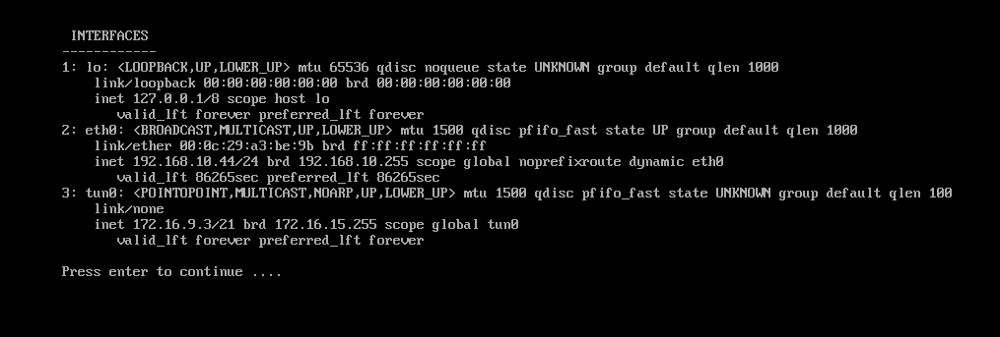 INTERFACES
------------
1: lo: <LOOPBACK,UP,LOWER_UP> mtu 65536 qdisc noqueue state UNKNOWN group default qlen 1000
link/loopback 00:00:00:00:00:00 brd 00:00:00:00:00:00
inet 127.0.0.1/8 scope host lo
valid_lft forever preferred_lft forever
2: eth0: <BROADCAST,MULTICAST,UP,LOWER_UP> mtu 1500 qdisc pfifo_fast state UP group default qlen 1000
link/ether 00:0c:29:a3:be:9b brd ff:ff:ff:ff:ff:ff
inet 192.168.10.44/24 brd 192.168.10.255 scope global noprefixroute dynamic eth0
valid_lft 86265sec preferred_lft 86265sec
3: tun0: <POINTOPOINT,MULTICAST,NOARP,UP,LOWER_UP> mtu 1500 qdisc pfifo_fast state UNKNOWN group default qlen 100
link/none
inet 172.16.9.3/21 brd 172.16.15.255 scope global tun0
valid_lft forever preferred_lft forever
Press enter to continue ....